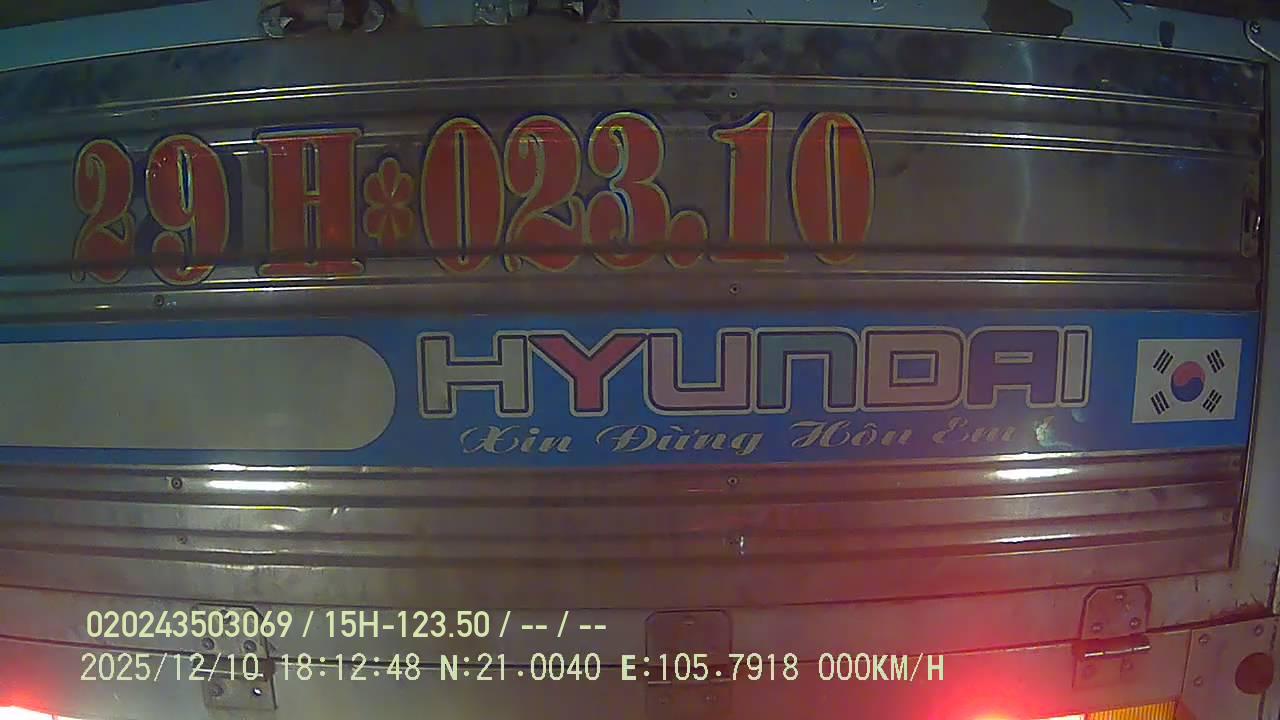 29 H 023.10
HYUNDAI
Xin Đừng Hôn Em !
020243503069 / 15H-123.50 / -- / --
2025/12/10 18:12:48 N:21.0040 E:105.7918 000KM/H